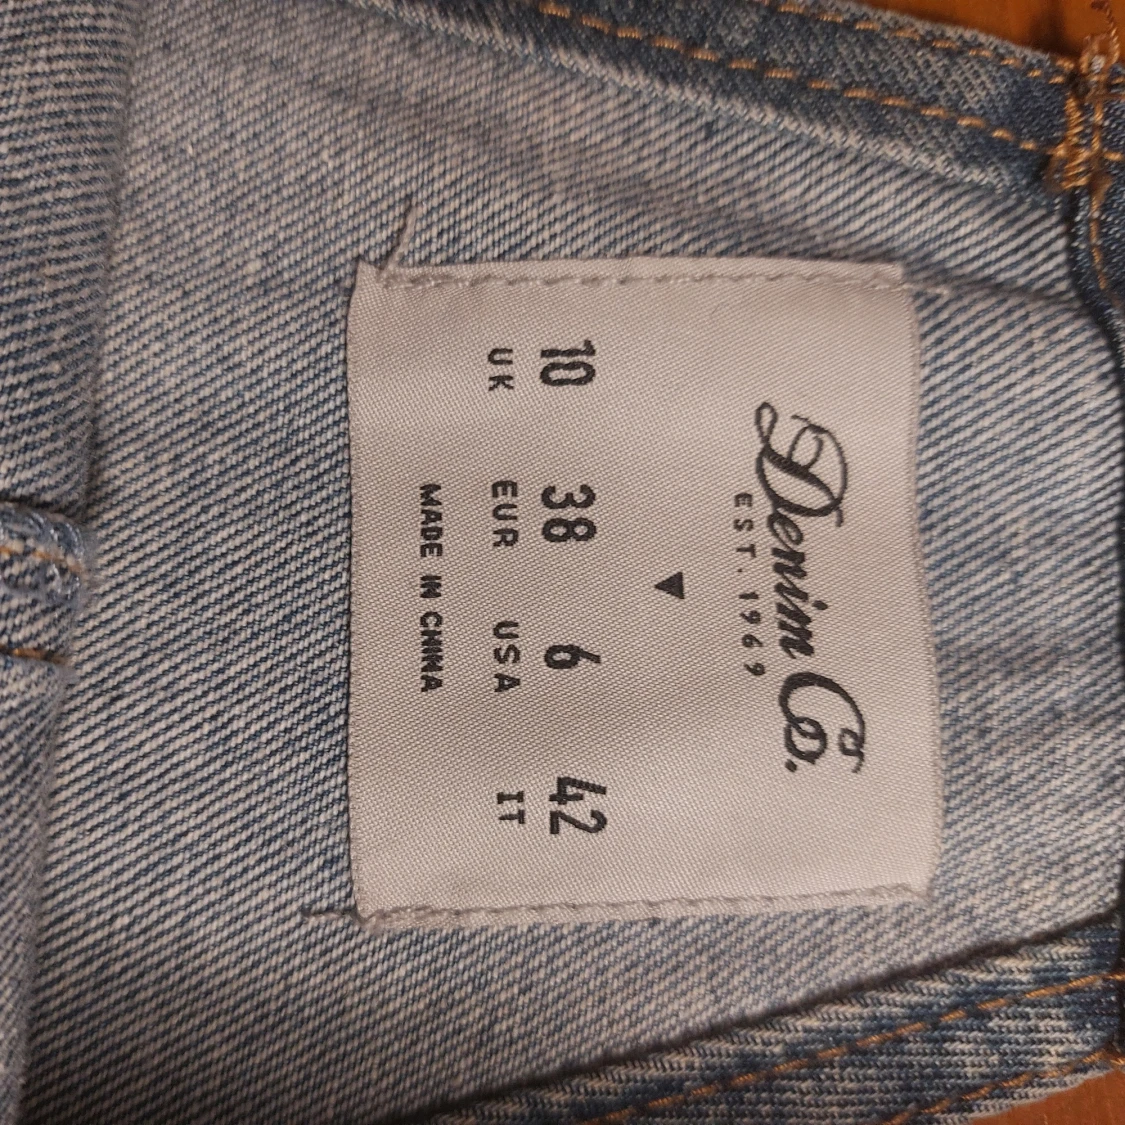 Denim Co.
EST. 1969
10 38 6 42
UK EUR USA IT
MADE IN CHINA